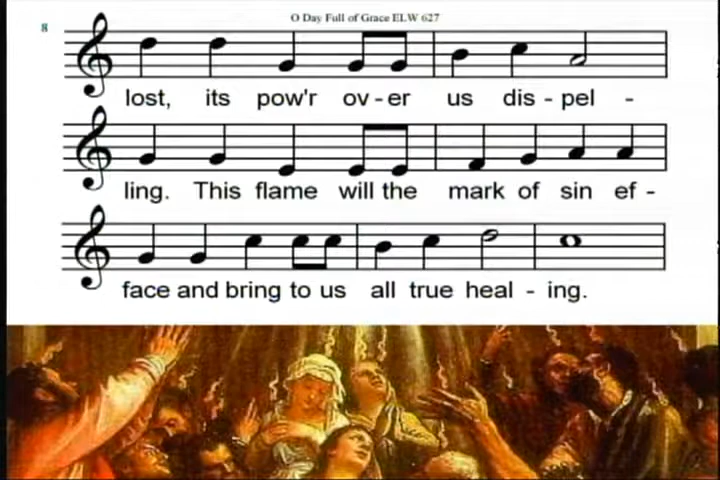 O Day Full of Grace ELW 627
8
lost, its pow'r ov - er us dis - pel -
ling. This flame will the mark of sin ef -
face and bring to us all true heal - ing.